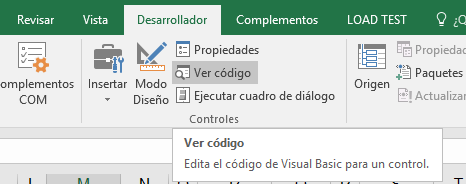 Revisar Vista Desarrollador Complementos LOAD TEST
Propiedades
Ver código
Ejecutar cuadro de diálogo
omplementos
COM
Insertar
Modo
Diseño
Controles
Origen
Propiedad
Paquetes
Actualizar
Ver código
Edita el código de Visual Basic para un control.
M